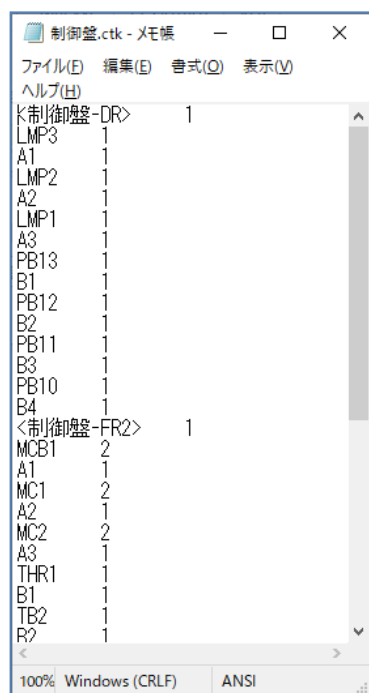 制御盤.ctk - メモ帳
ファイル(F) 編集(E) 書式(O) 表示(V)
ヘルプ(H)
<制御盤-DR> 1
LMP3 1
A1 1
LMP2 1
A2 1
LMP1 1
A3 1
PB13 1
B1 1
PB12 1
B2 1
PB11 1
B3 1
PB10 1
B4 1
<制御盤-FR2> 1
MCB1 2
A1 1
MC1 2
A2 1
MC2 2
A3 1
THR1 1
B1 1
TB2 1
B2 1
100% Windows (CRLF) ANSI